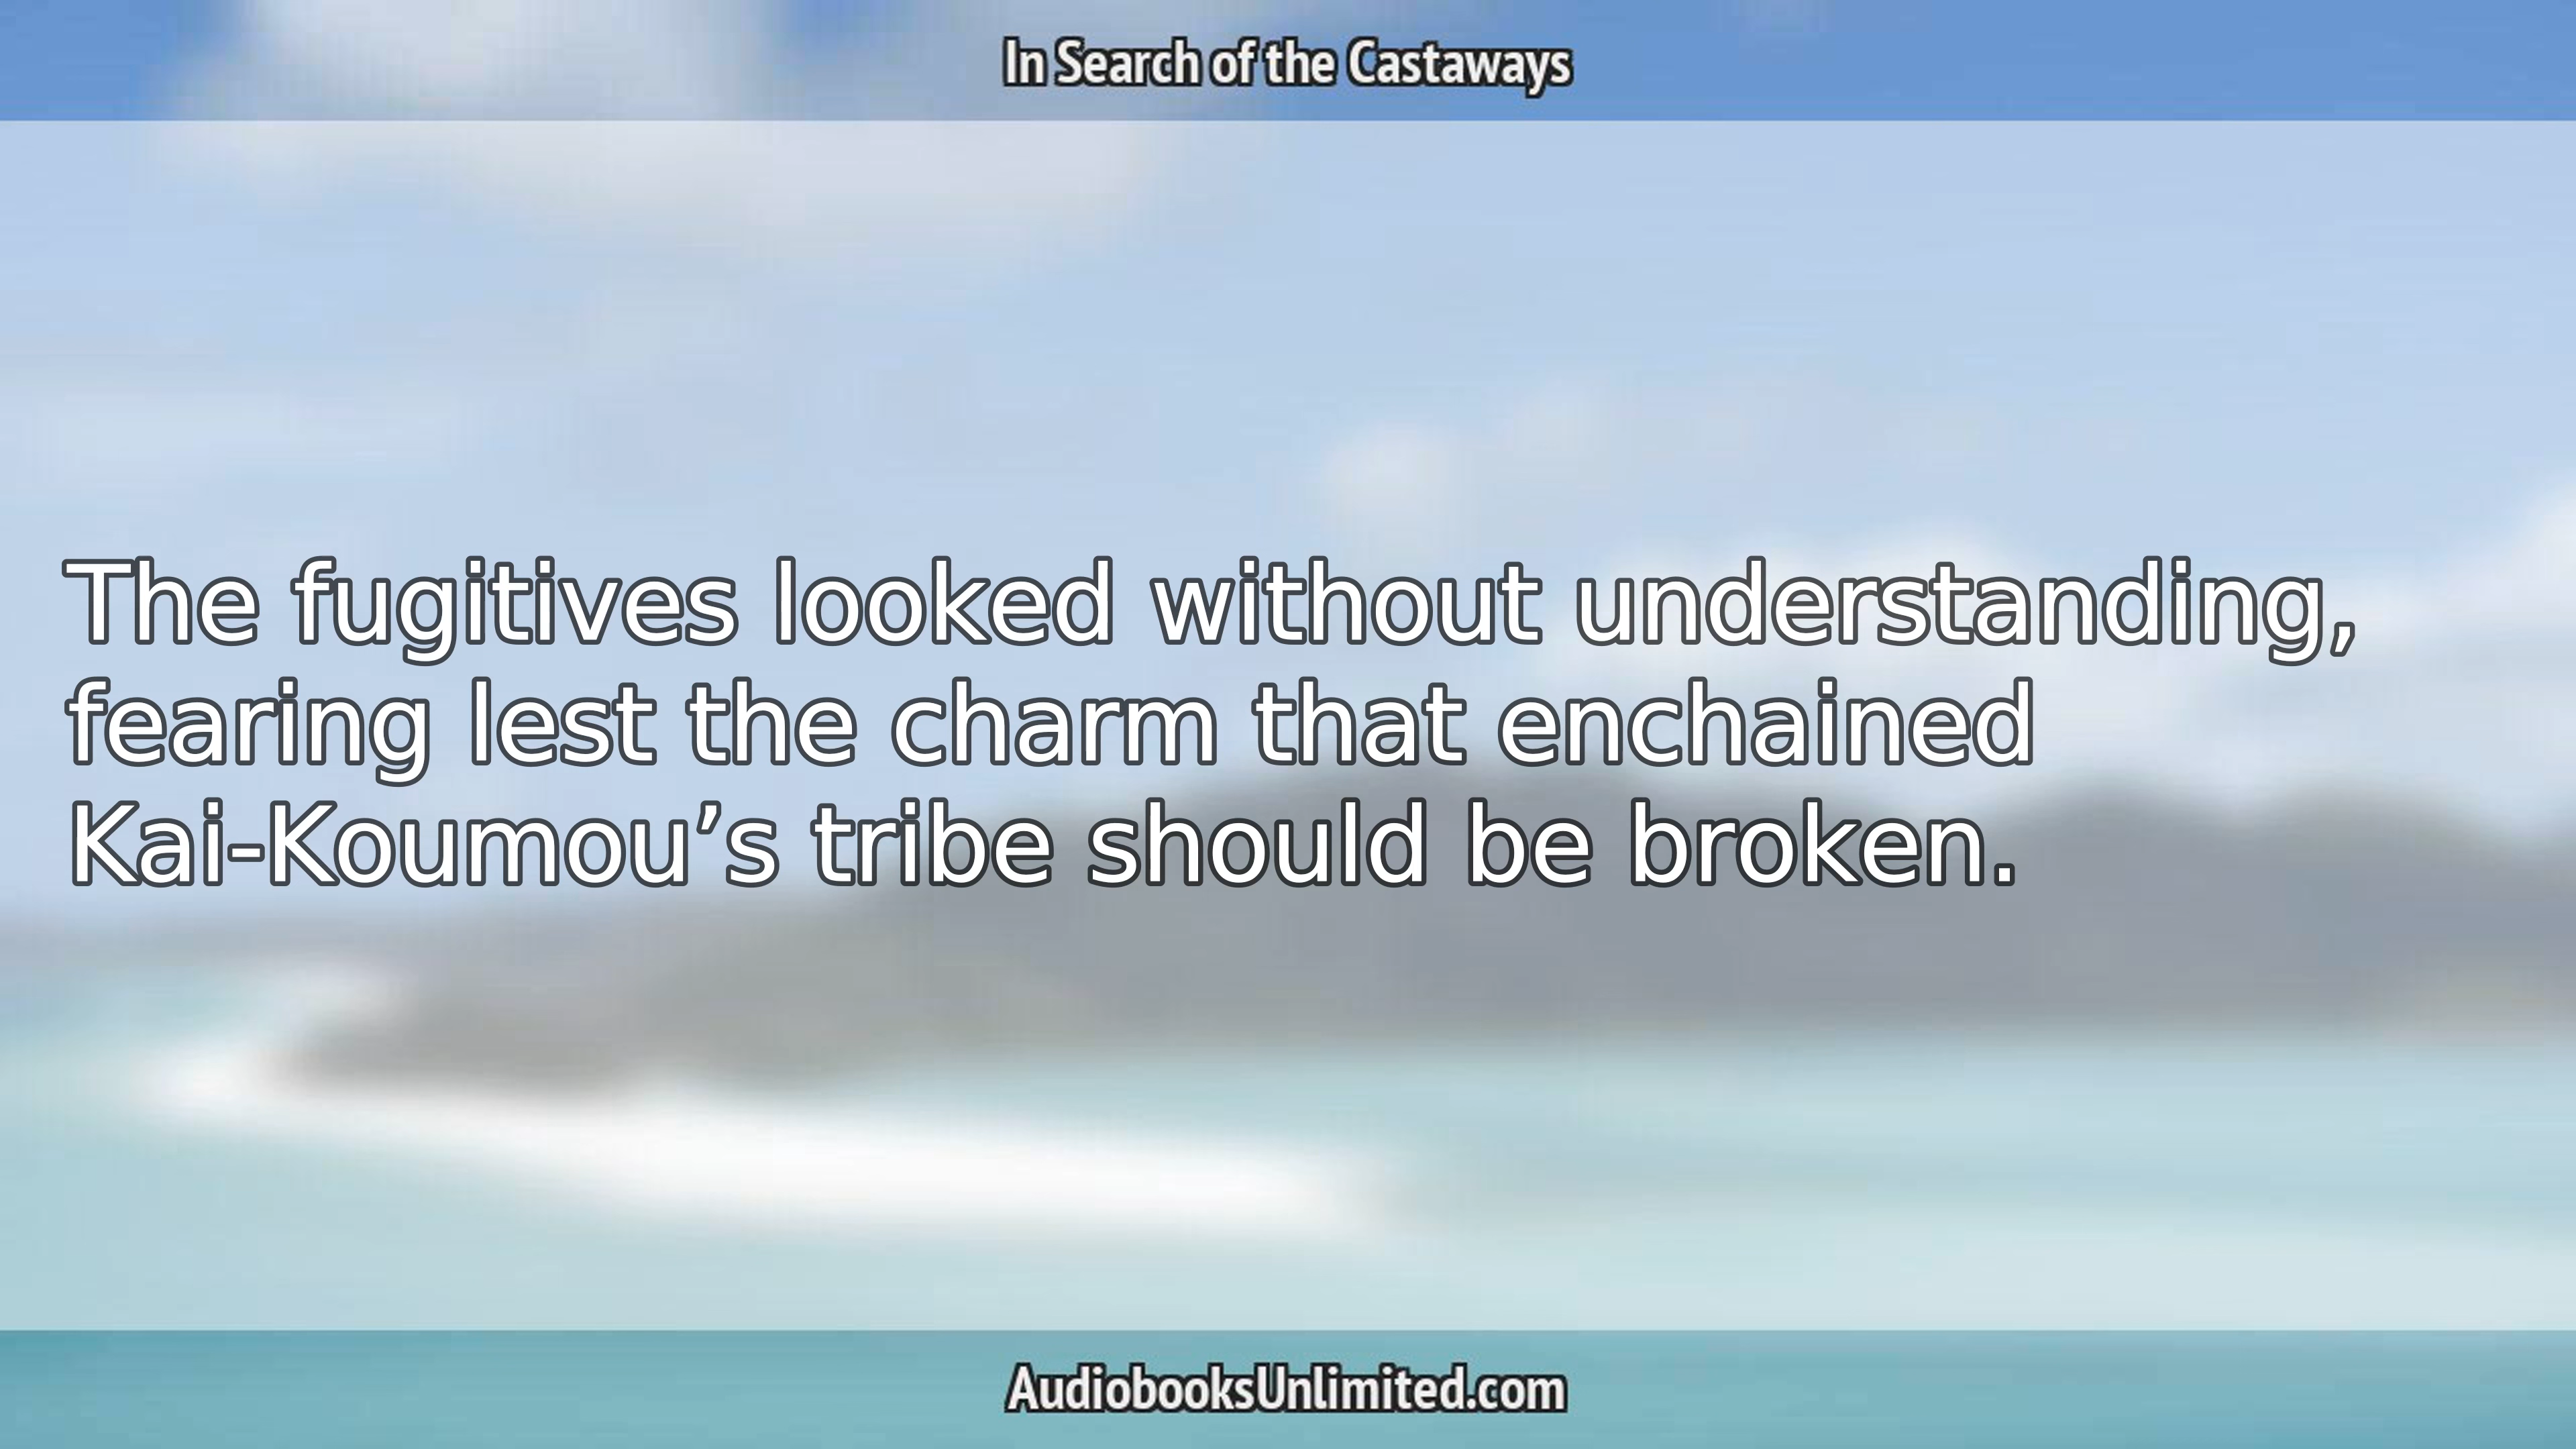 In Search of the Castaways
The fugitives looked without understanding,
fearing lest the charm that enchained
Kai-Koumou’s tribe should be broken.
AudiobooksUnlimited.com